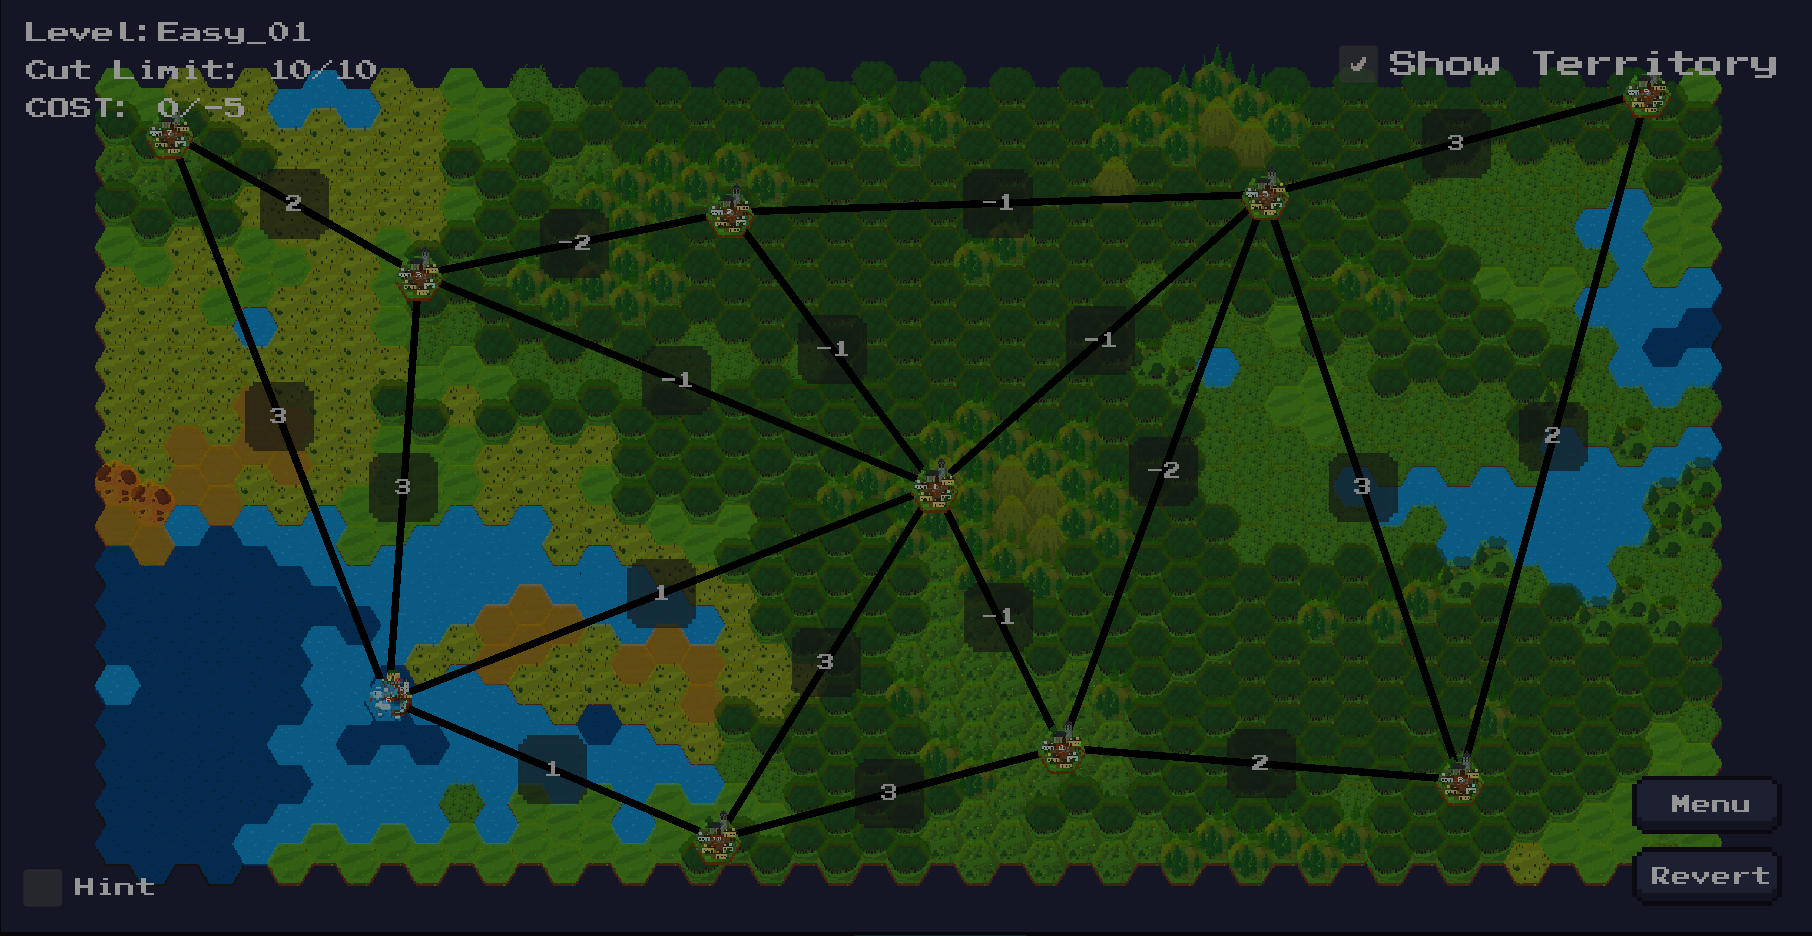 Level:Easy_01
Cut Limit: 10/10
COST: 0/-5
✓ Show Territory
3
2
-1
-2
-1
-1
-1
3
2
-2
3
3
1
-1
3
1
2
3
Menu
Revert
Hint